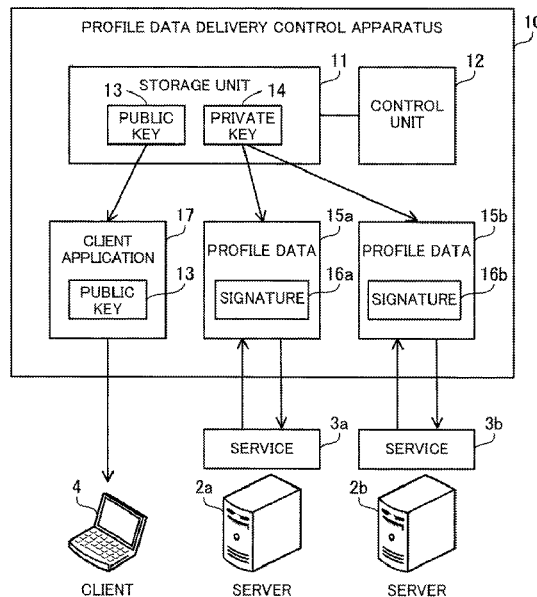 10
PROFILE DATA DELIVERY CONTROL APPARATUS
11
12
STORAGE UNIT
13
14
PUBLIC
KEY
PRIVATE
KEY
CONTROL
UNIT
17
15a
15b
CLIENT
APPLICATION
13
PUBLIC
KEY
PROFILE DATA
16a
SIGNATURE
PROFILE DATA
16b
SIGNATURE
3a
3b
SERVICE
SERVICE
4
2a
2b
CLIENT
SERVER
SERVER